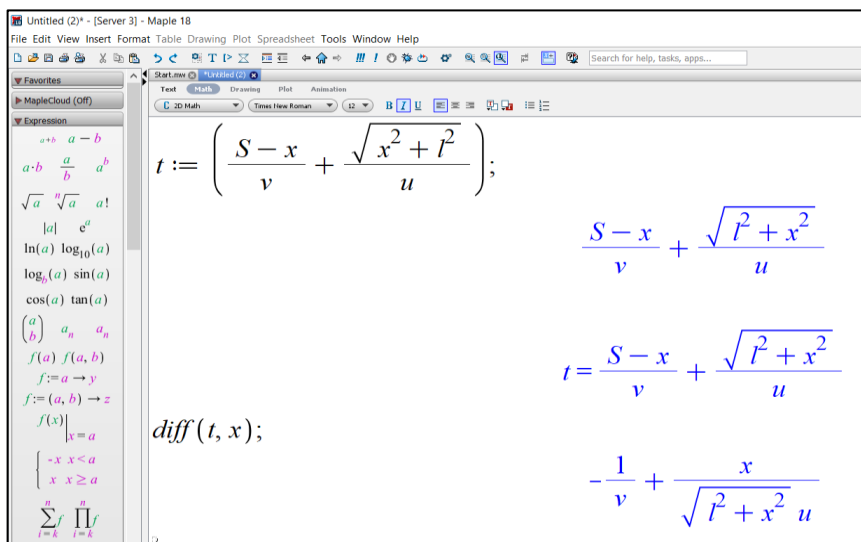 Untitled (2)* - [Server 3] - Maple 18
File Edit View Insert Format Table Drawing Plot Spreadsheet Tools Window Help
Search for help, tasks, apps...
Start.mw *Untitled (2)
Text Math Drawing Plot Animation
C 2D Math Times New Roman 12 B I U
Favorites
MapleCloud (Off)
Expression
a+b a − b
a·b a/b a^b
√a ⁿ√a a!
|a| e^a
ln(a) log₁₀(a)
log_b(a) sin(a)
cos(a) tan(a)
(a b) a_n a_n
f(a) f(a, b)
f:= a → y
f:= (a, b) → z
f(x)|x = a
{ -x x < a
x x ≥ a
∑_{i=k}^{n} f ∏_{i=k}^{n} f
t := ( (S − x)/v + √(x² + l²)/u );
(S − x)/v + √(l² + x²)/u
t = (S − x)/v + √(l² + x²)/u
diff(t, x);
-1/v + x/(√(l² + x²) u)